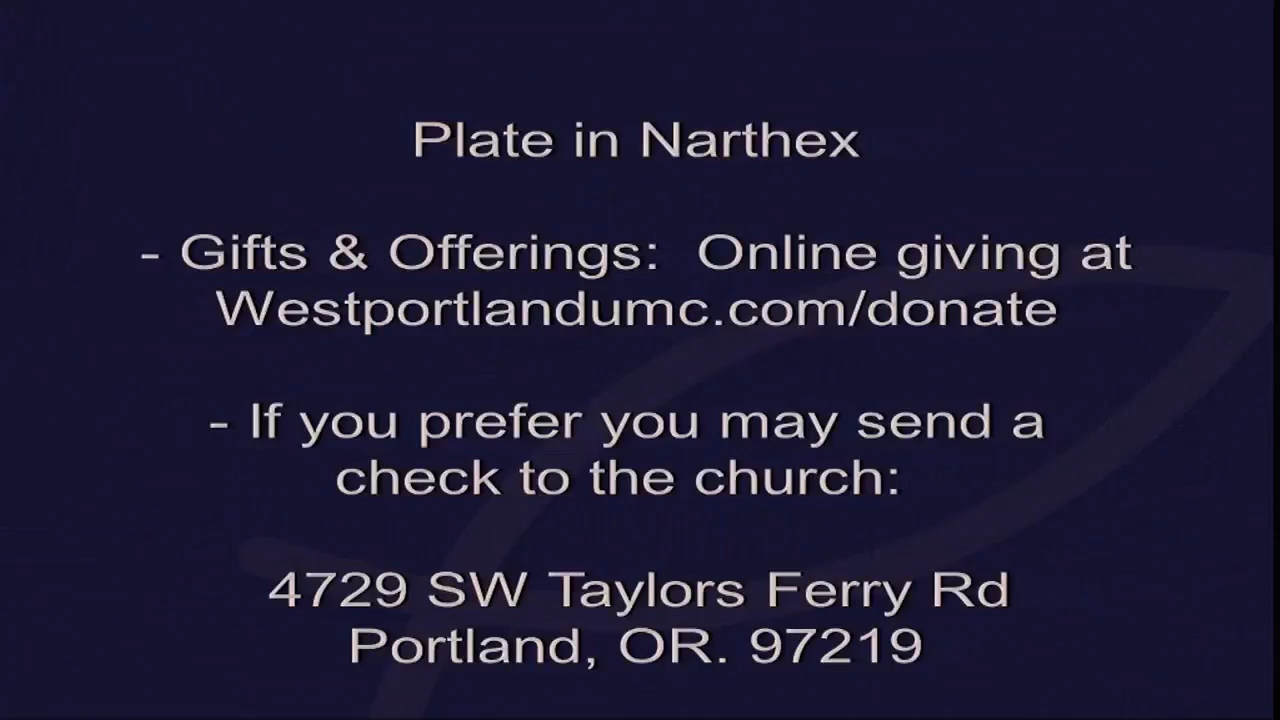 Plate in Narthex
- Gifts & Offerings: Online giving at
Westportlandumc.com/donate
- If you prefer you may send a
check to the church:
4729 SW Taylors Ferry Rd
Portland, OR. 97219